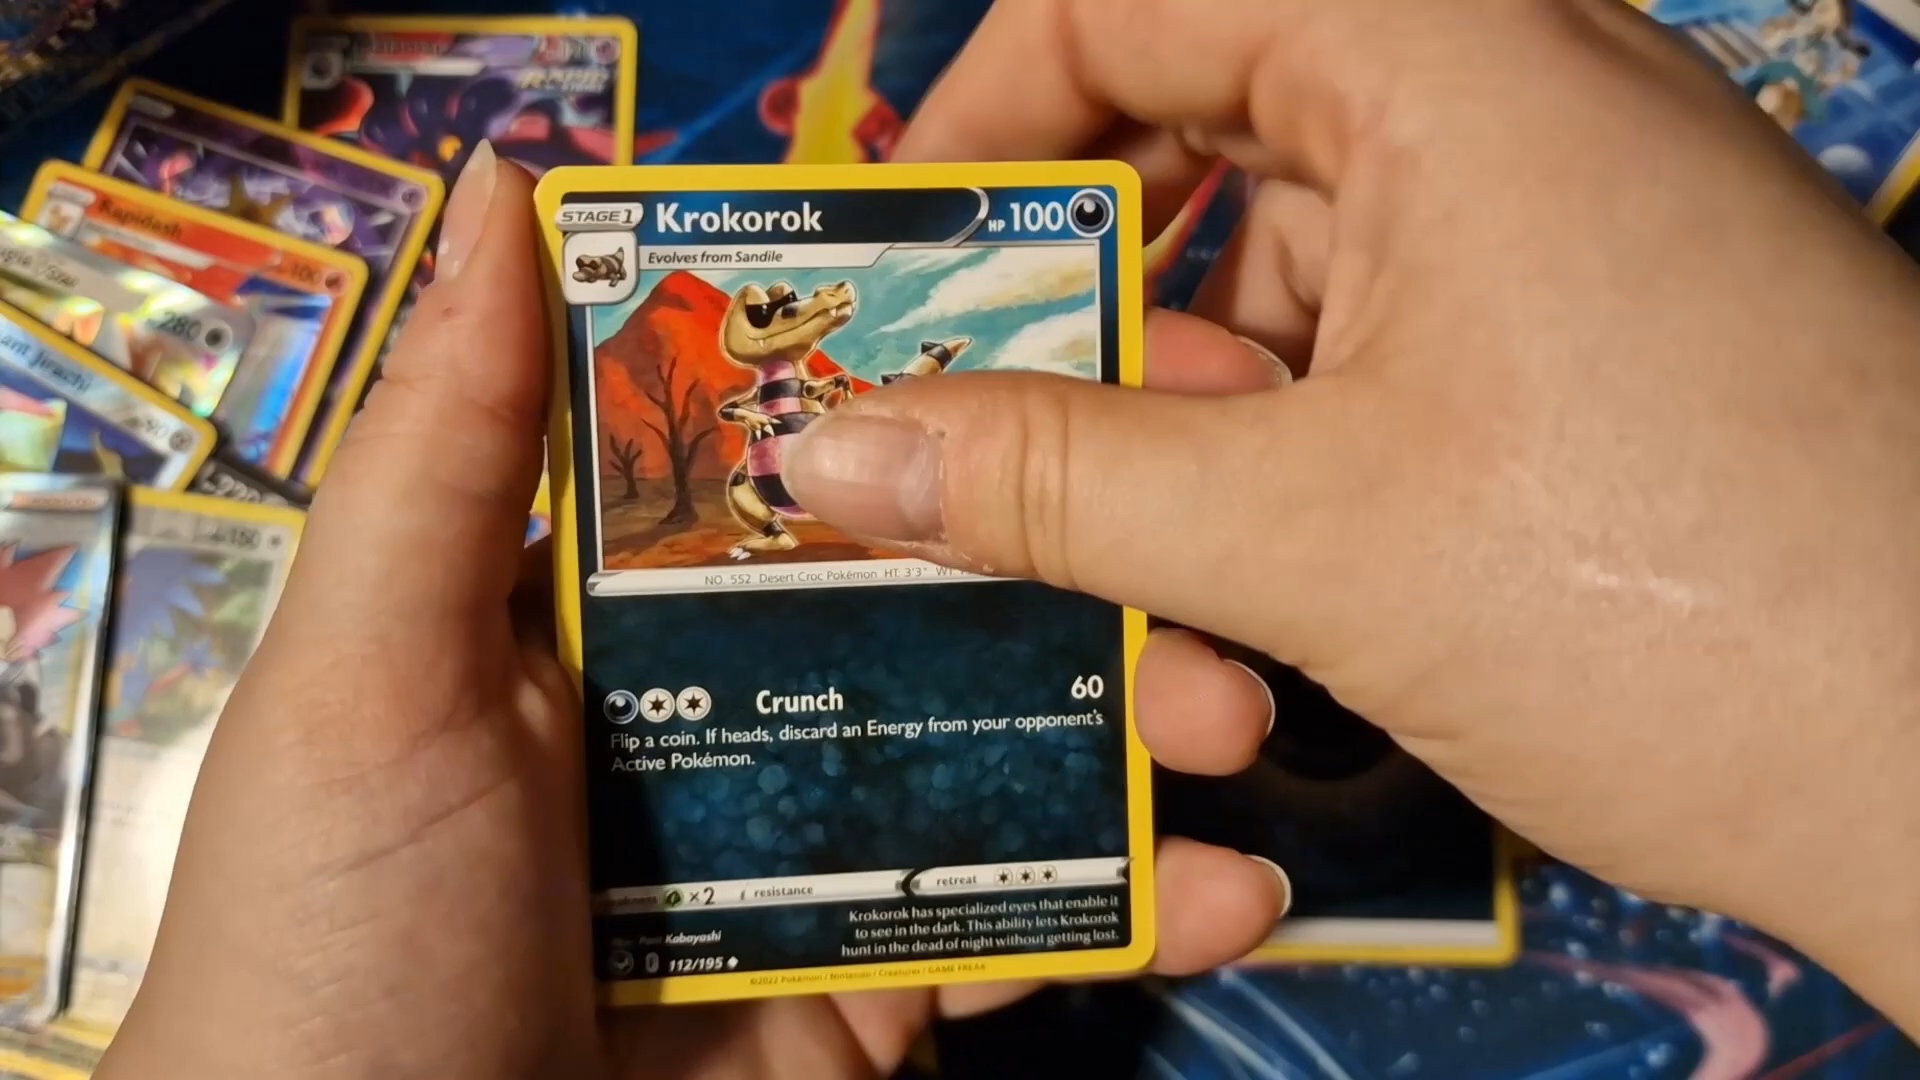 STAGE 1 Krokorok HP 100
Evolves from Sandile
NO. 552 Desert Croc Pokémon HT. 3'3"
Crunch 60
Flip a coin. If heads, discard an Energy from your opponent's
Active Pokémon.
×2 resistance retreat
Krokorok has specialized eyes that enable it
to see in the dark. This ability lets Krokorok
hunt in the dead of night without getting lost.
Kobayashi
112/195
©2022 Pokémon / Nintendo / Creatures / GAME FREAK
Rapidash
100
280
Jirachi
90